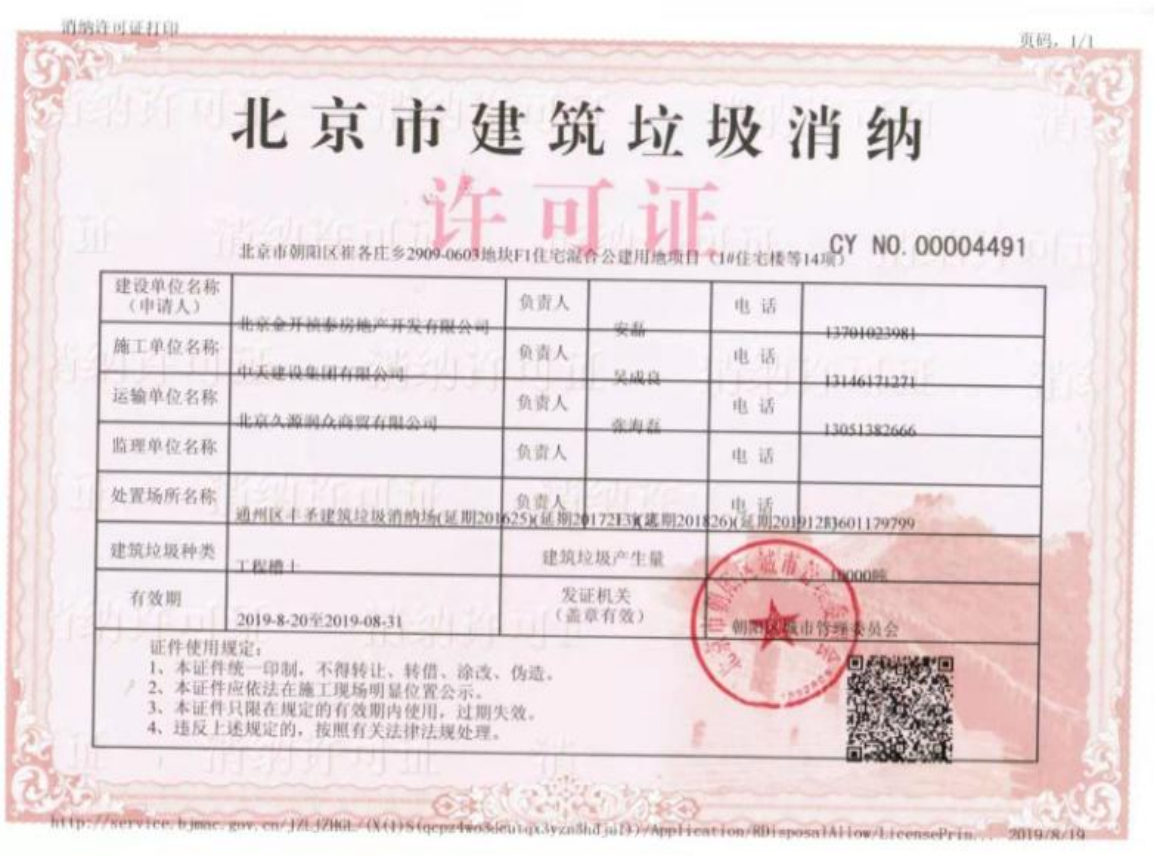 消纳许可证打印
页码，1/1
北京市建筑垃圾消纳
许可证
CY NO. 00004491
北京市朝阳区崔各庄乡2909-0603地块F1住宅混合公建用地项目（1#住宅楼等14项）
建设单位名称（申请人） 北京金开祯泰房地产开发有限公司 负责人 安磊 电 话 13701023981
施工单位名称 中天建设集团有限公司 负责人 吴成良 电 话 13146171271
运输单位名称 北京久源润众商贸有限公司 负责人 张海磊 电 话 13051382666
监理单位名称 负责人 电 话
处置场所名称 通州区丰圣建筑垃圾消纳场(延期201625)(延期2017213)(延期201826)(延期2019128) 负责人 电 话 13601179799
建筑垃圾种类 工程槽土 建筑垃圾产生量 10000吨
有效期 2019-8-20至2019-08-31 发证机关（盖章有效） 朝阳区城市管理委员会
证件使用规定：
1、本证件统一印制，不得转让、转借、涂改、伪造。
2、本证件应依法在施工现场明显位置公示。
3、本证件只限在规定的有效期内使用，过期失效。
4、违反上述规定的，按照有关法律法规处理。
2019/8/19